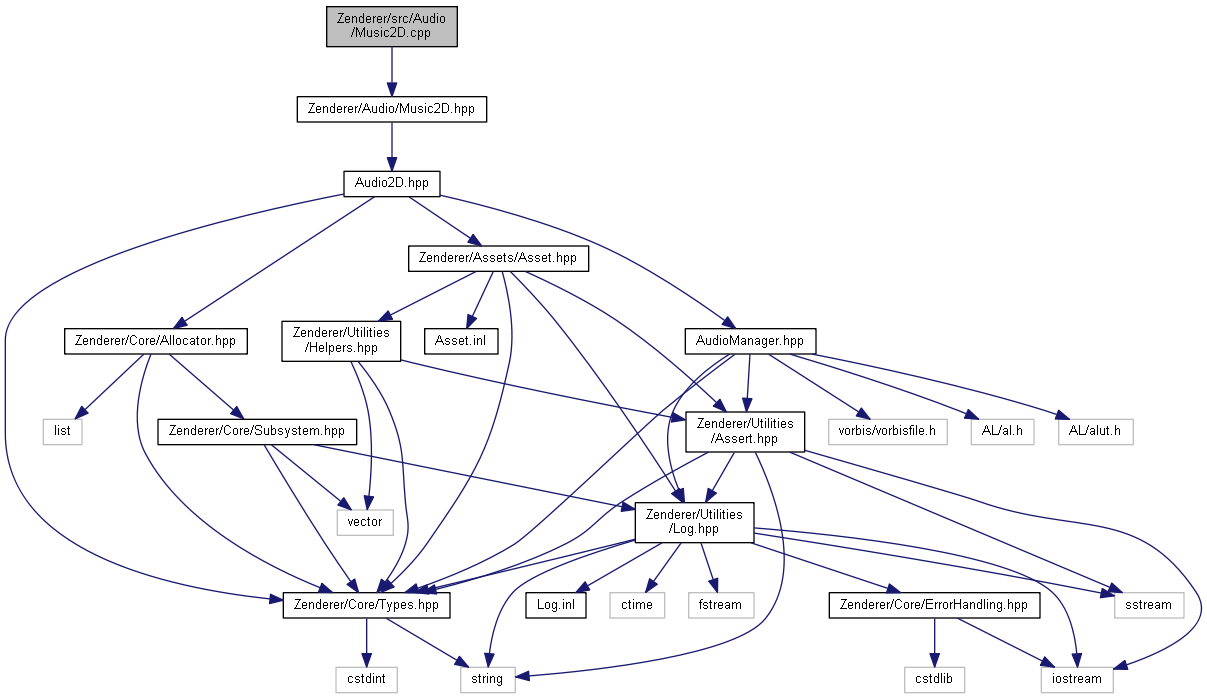 Zenderer/src/Audio
/Music2D.cpp
Zenderer/Audio/Music2D.hpp
Audio2D.hpp
Zenderer/Assets/Asset.hpp
Zenderer/Core/Allocator.hpp
Zenderer/Utilities
/Helpers.hpp
Asset.inl
AudioManager.hpp
list
Zenderer/Core/Subsystem.hpp
Zenderer/Utilities
/Assert.hpp
vorbis/vorbisfile.h
AL/al.h
AL/alut.h
vector
Zenderer/Utilities
/Log.hpp
Zenderer/Core/Types.hpp
Log.inl
ctime
fstream
Zenderer/Core/ErrorHandling.hpp
sstream
cstdint
string
cstdlib
iostream